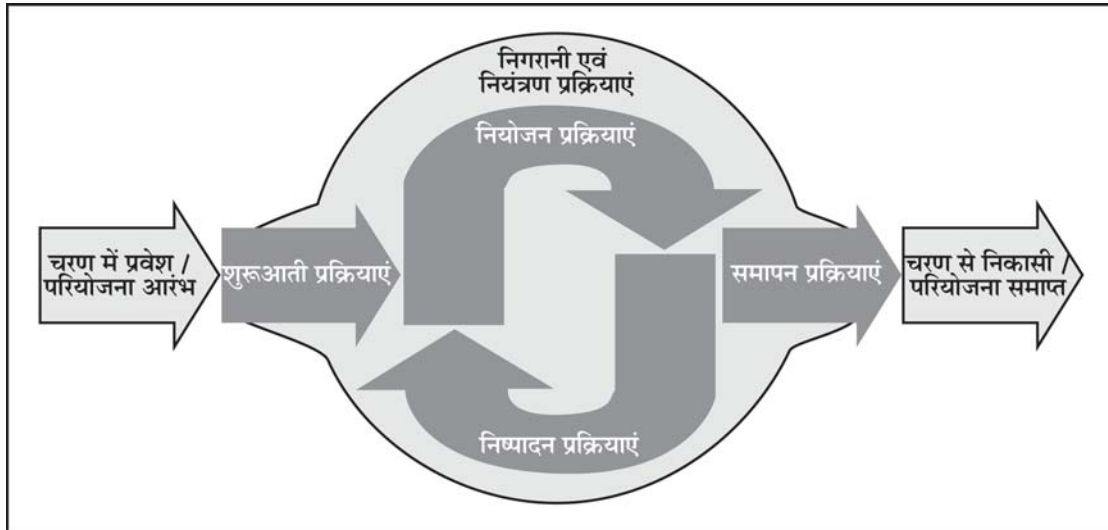 निगरानी एवं
नियंत्रण प्रक्रियाएं
नियोजन प्रक्रियाएं
चरण में प्रवेश /
परियोजना आरंभ
शुरूआती प्रक्रियाएं
समापन प्रक्रियाएं
चरण से निकासी /
परियोजना समाप्त
निष्पादन प्रक्रियाएं